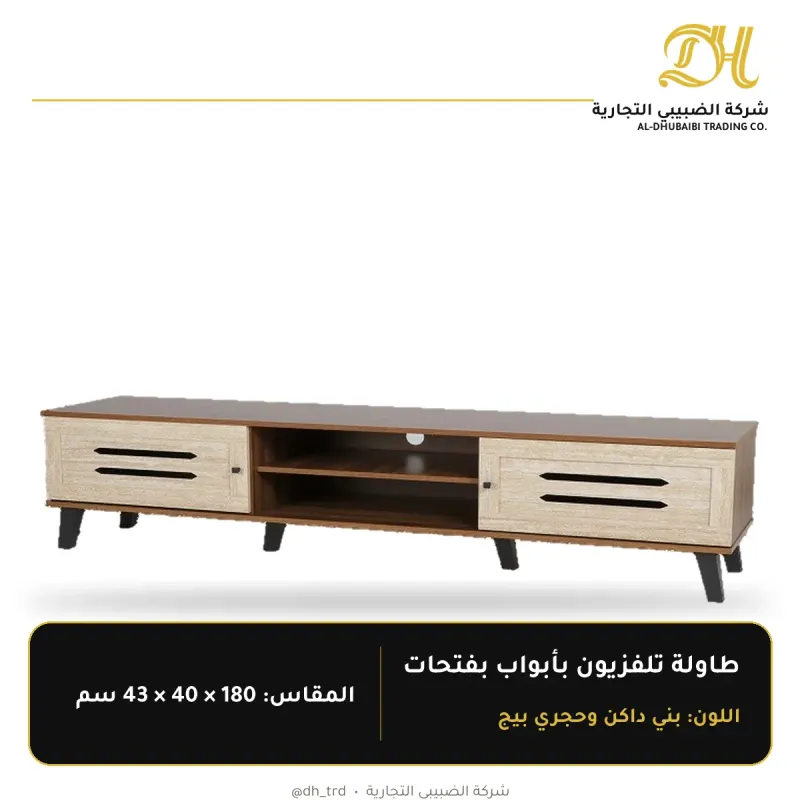 DH
شركة الضبيبي التجارية
AL-DHUBAIBI TRADING CO.
طاولة تلفزيون بأبواب بفتحات
اللون: بني داكن وحجري بيج
المقاس: 180 × 40 × 43 سم
شركة الضبيبي التجارية • @dh_trd